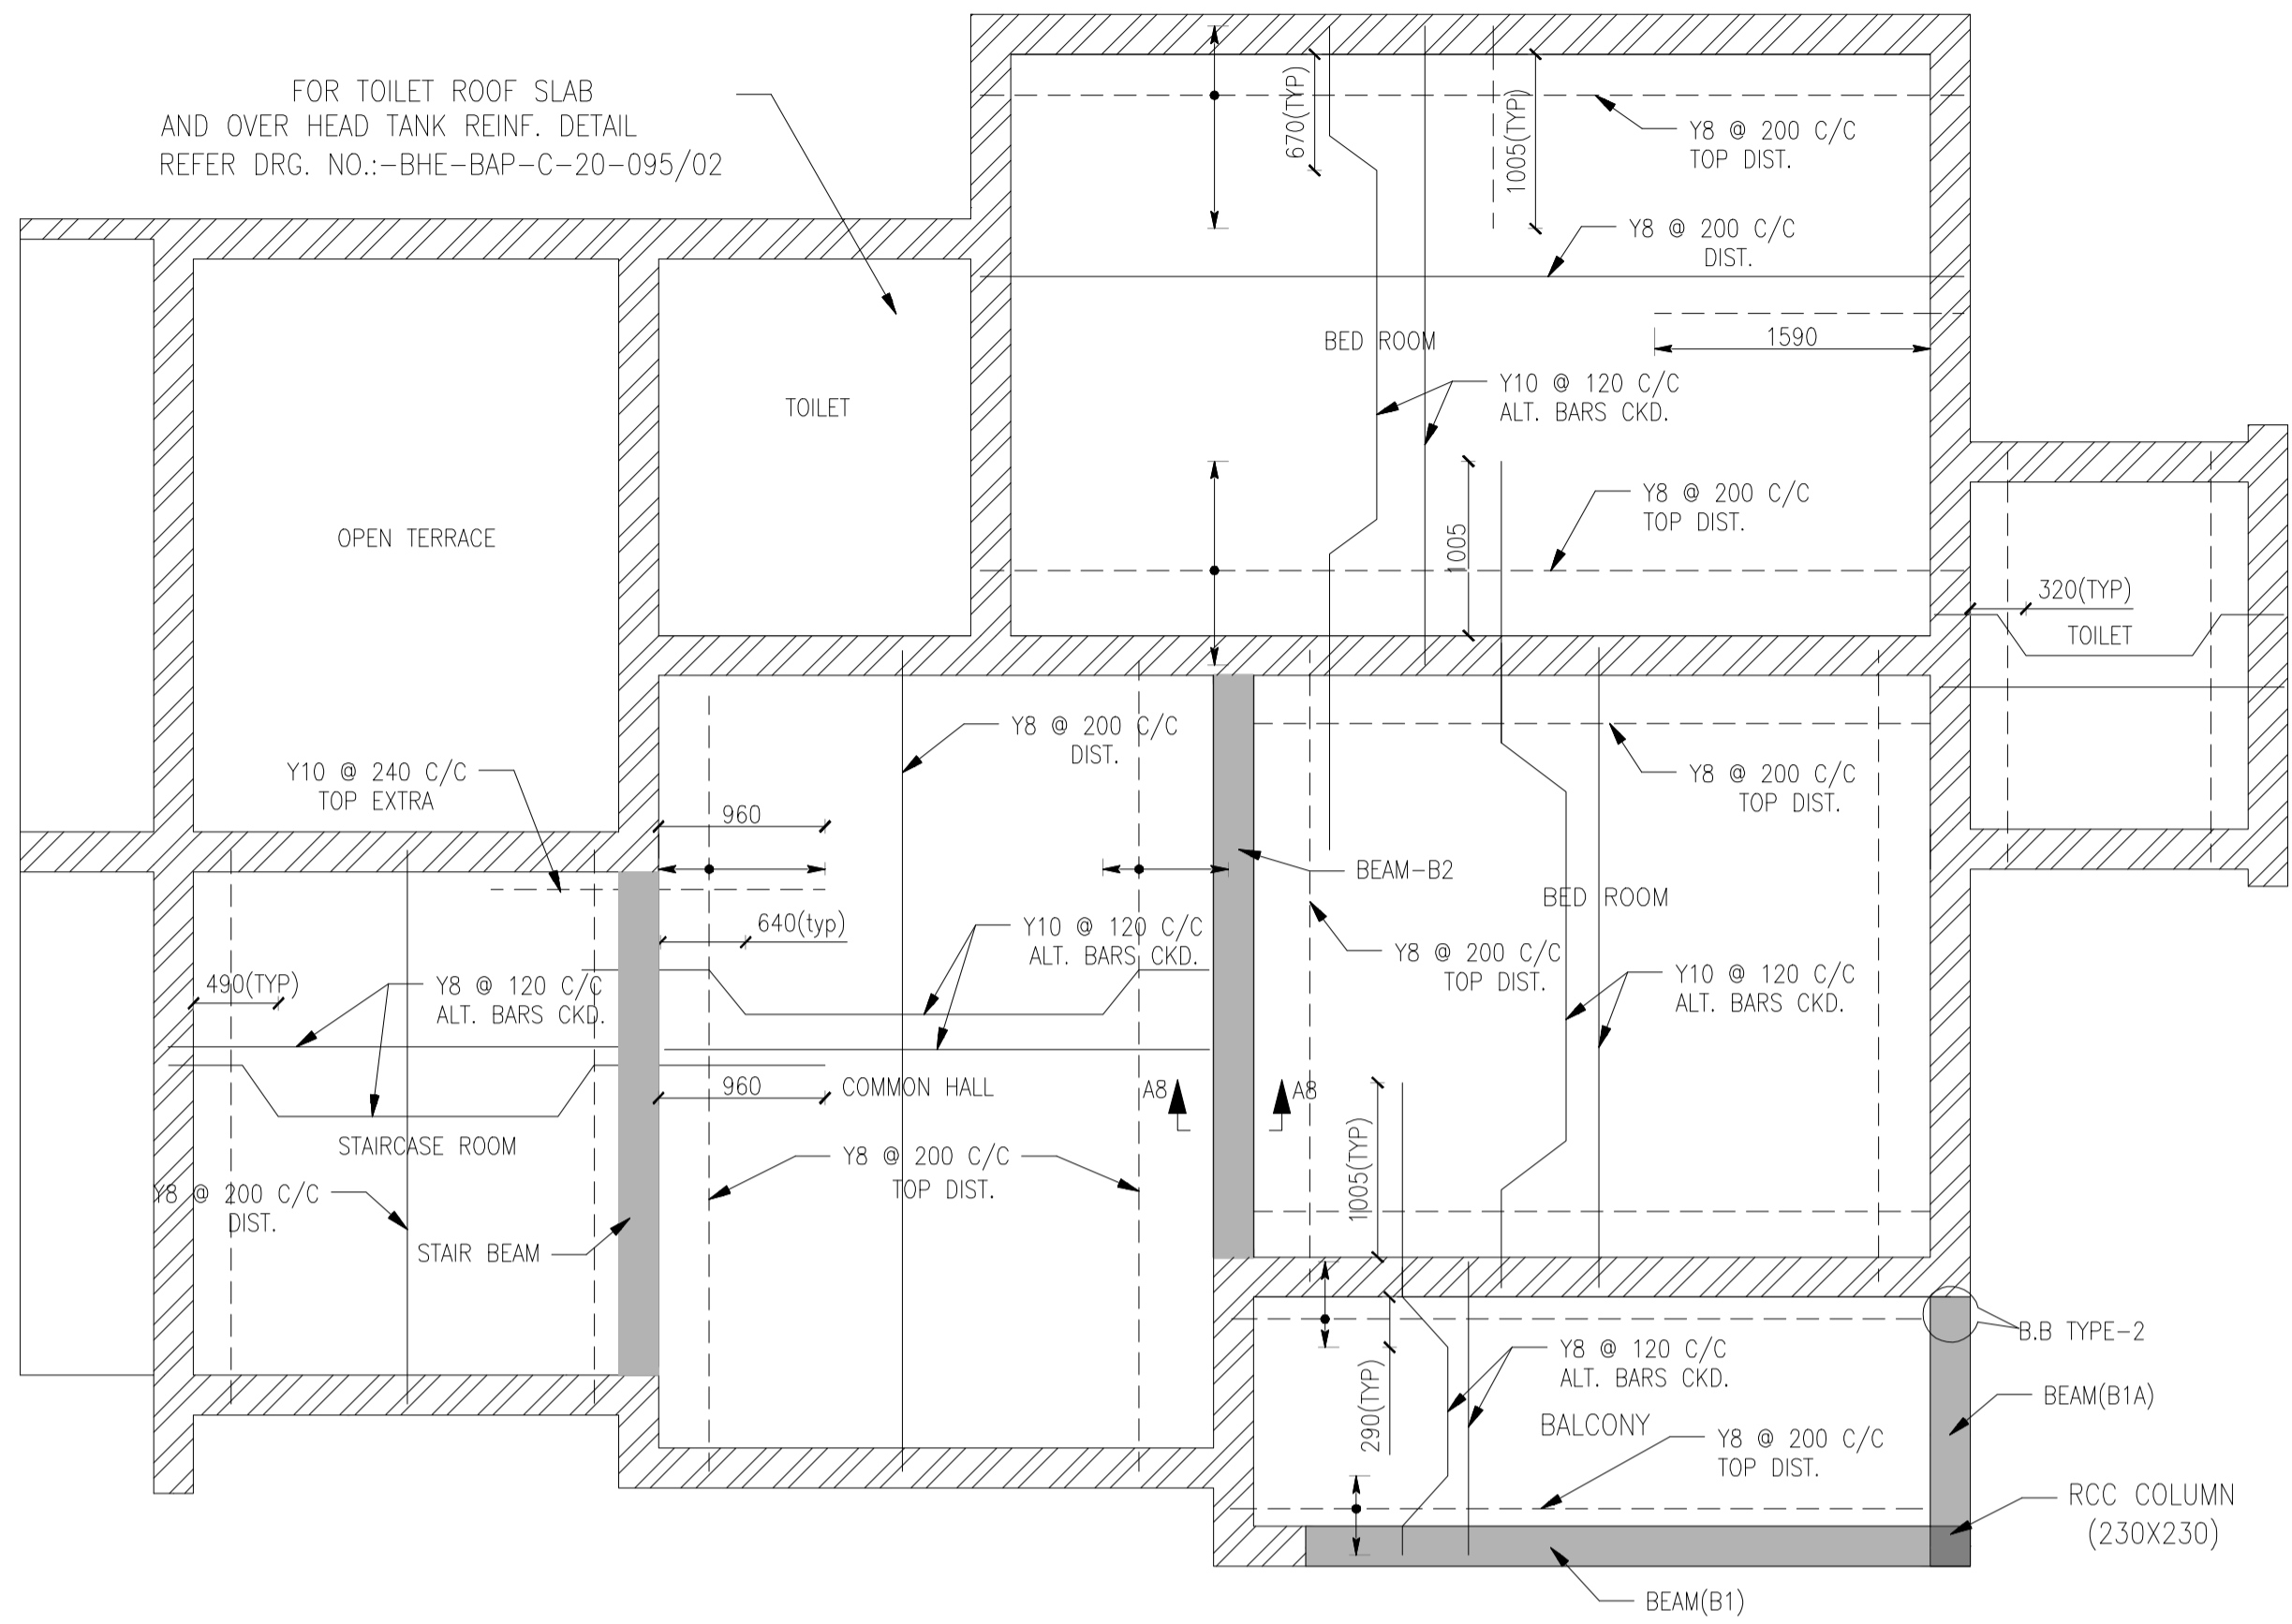 FOR TOILET ROOF SLAB
AND OVER HEAD TANK REINF. DETAIL
REFER DRG. NO.:-BHE-BAP-C-20-095/02
670(TYP)
1005(TYP)
Y8 @ 200 C/C
TOP DIST.
Y8 @ 200 C/C
DIST.
BED ROOM
1590
Y10 @ 120 C/C
ALT. BARS CKD.
TOILET
1005
Y8 @ 200 C/C
TOP DIST.
OPEN TERRACE
320(TYP)
TOILET
Y8 @ 200 C/C
DIST.
Y10 @ 240 C/C
TOP EXTRA
Y8 @ 200 C/C
TOP DIST.
960
BEAM-B2
BED ROOM
640(typ)
Y10 @ 120 C/C
ALT. BARS CKD.
Y8 @ 200 C/C
TOP DIST.
490(TYP)
Y8 @ 120 C/C
ALT. BARS CKD.
Y10 @ 120 C/C
ALT. BARS CKD.
960
COMMON HALL
A8
A8
STAIRCASE ROOM
1005(TYP)
Y8 @ 200 C/C
TOP DIST.
Y8 @ 200 C/C
DIST.
STAIR BEAM
B.B TYPE-2
Y8 @ 120 C/C
ALT. BARS CKD.
290(TYP)
BEAM(B1A)
BALCONY
Y8 @ 200 C/C
TOP DIST.
RCC COLUMN
(230X230)
BEAM(B1)